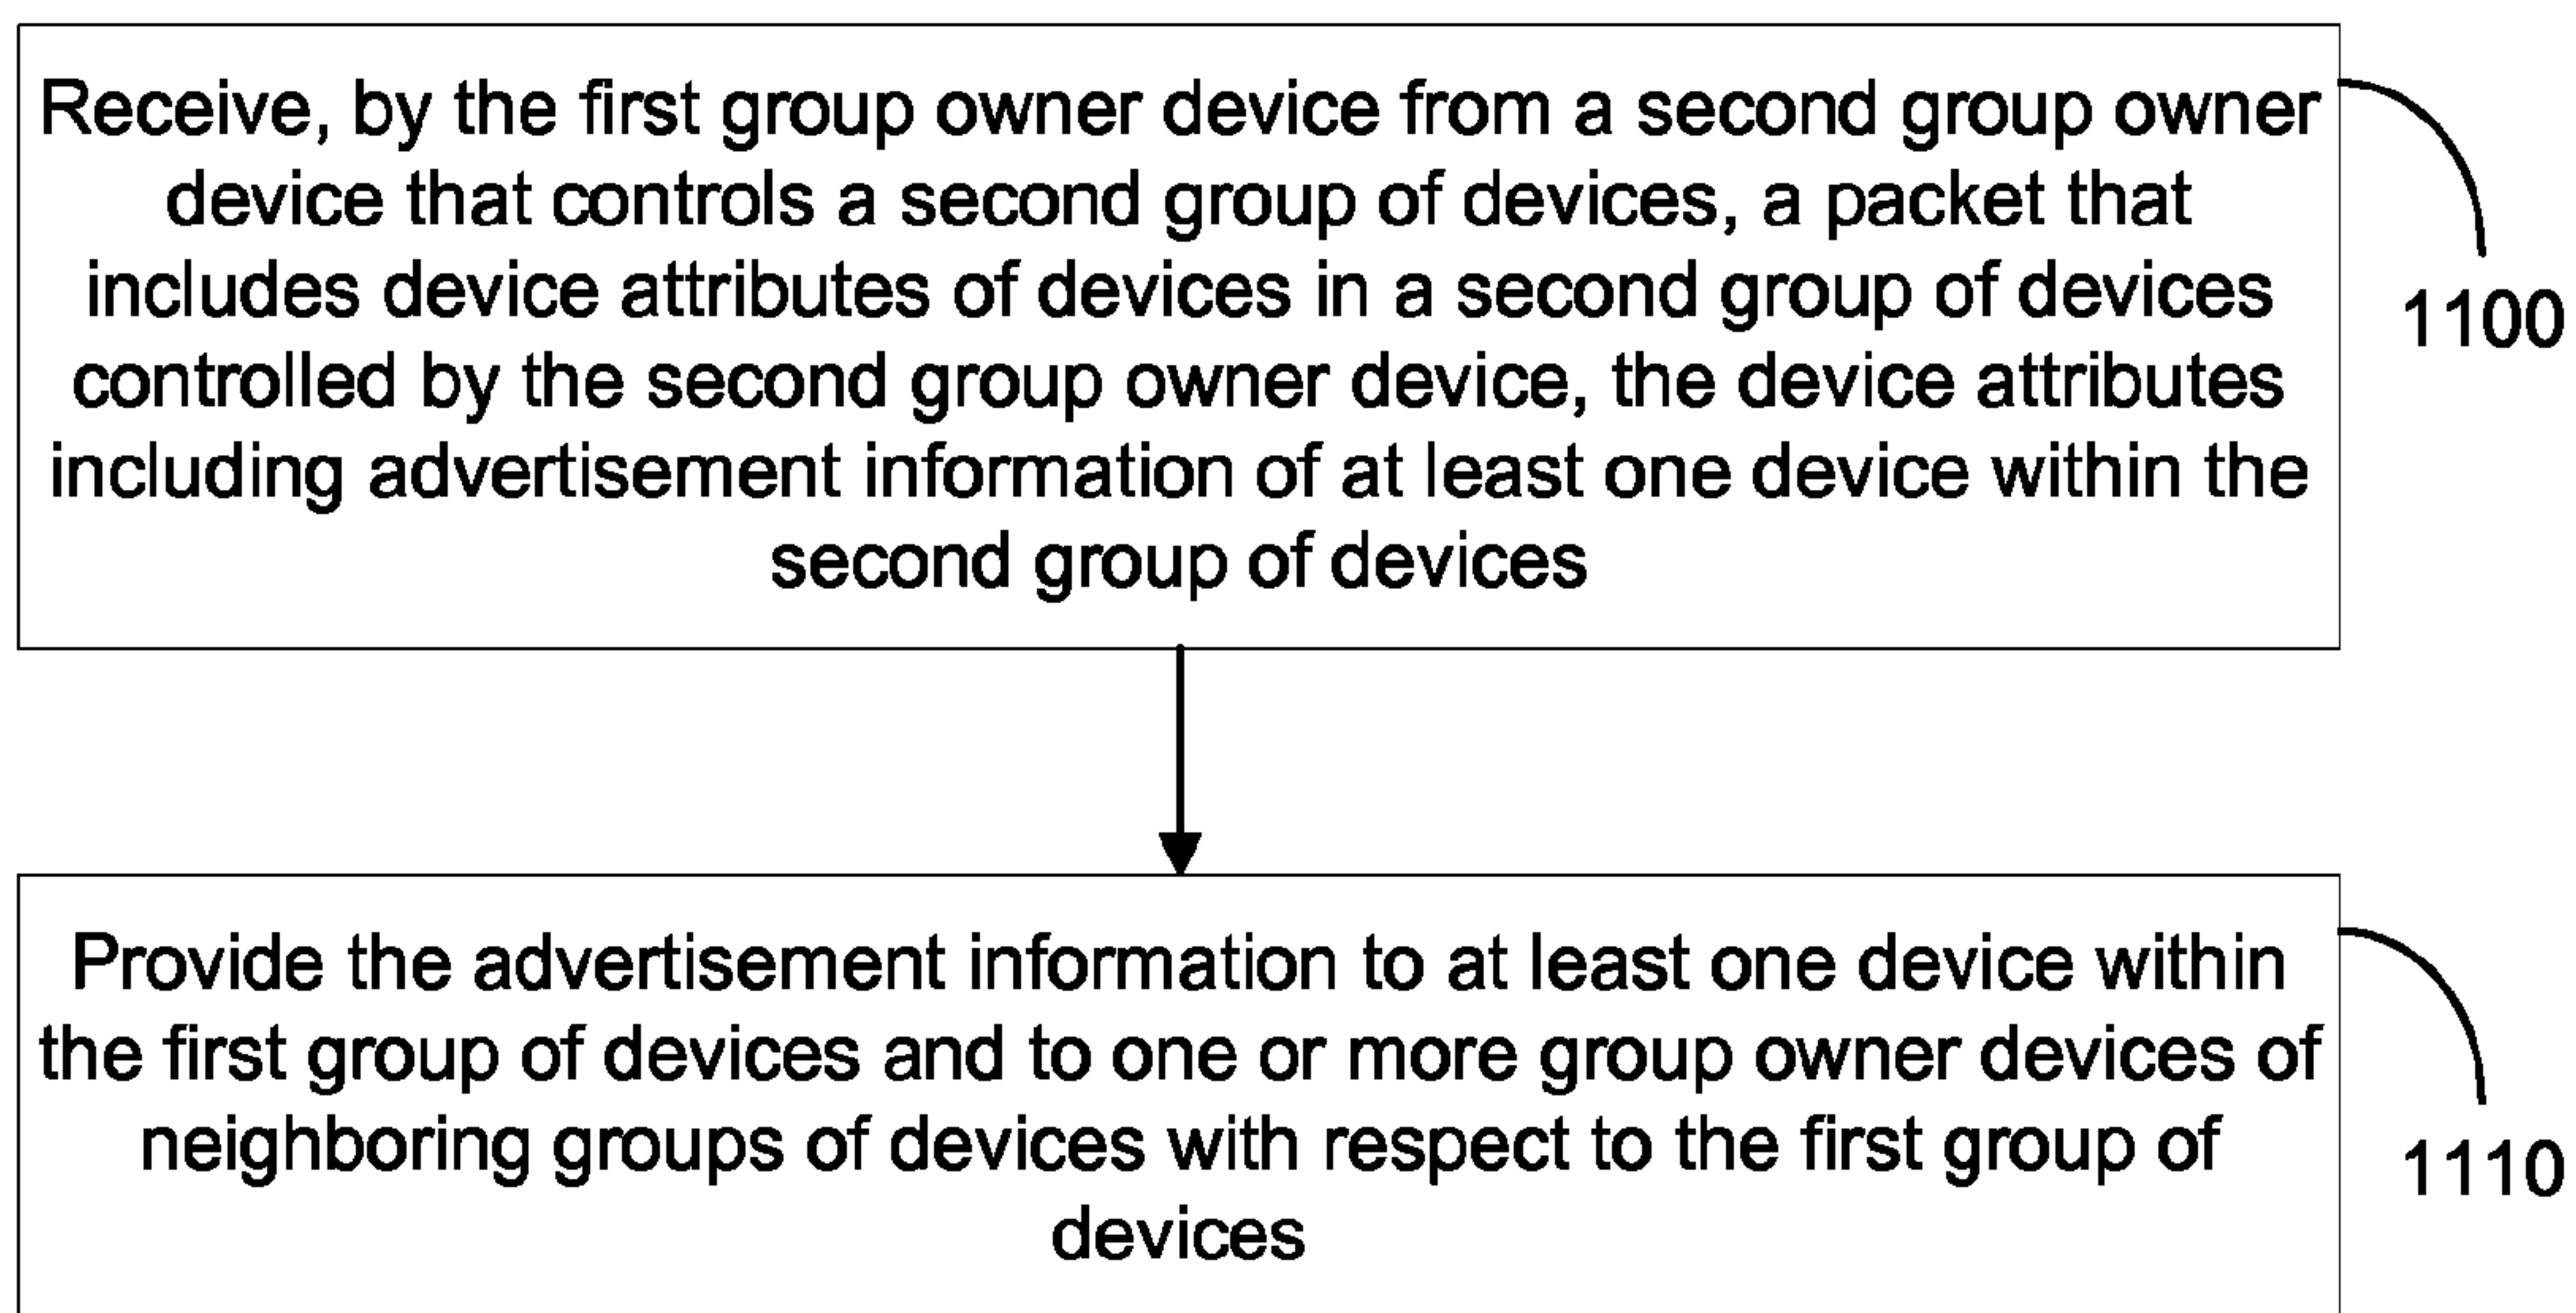 Receive, by the first group owner device from a second group owner
device that controls a second group of devices, a packet that
includes device attributes of devices in a second group of devices
controlled by the second group owner device, the device attributes
including advertisement information of at least one device within the
second group of devices
1100
Provide the advertisement information to at least one device within
the first group of devices and to one or more group owner devices of
neighboring groups of devices with respect to the first group of
devices
1110